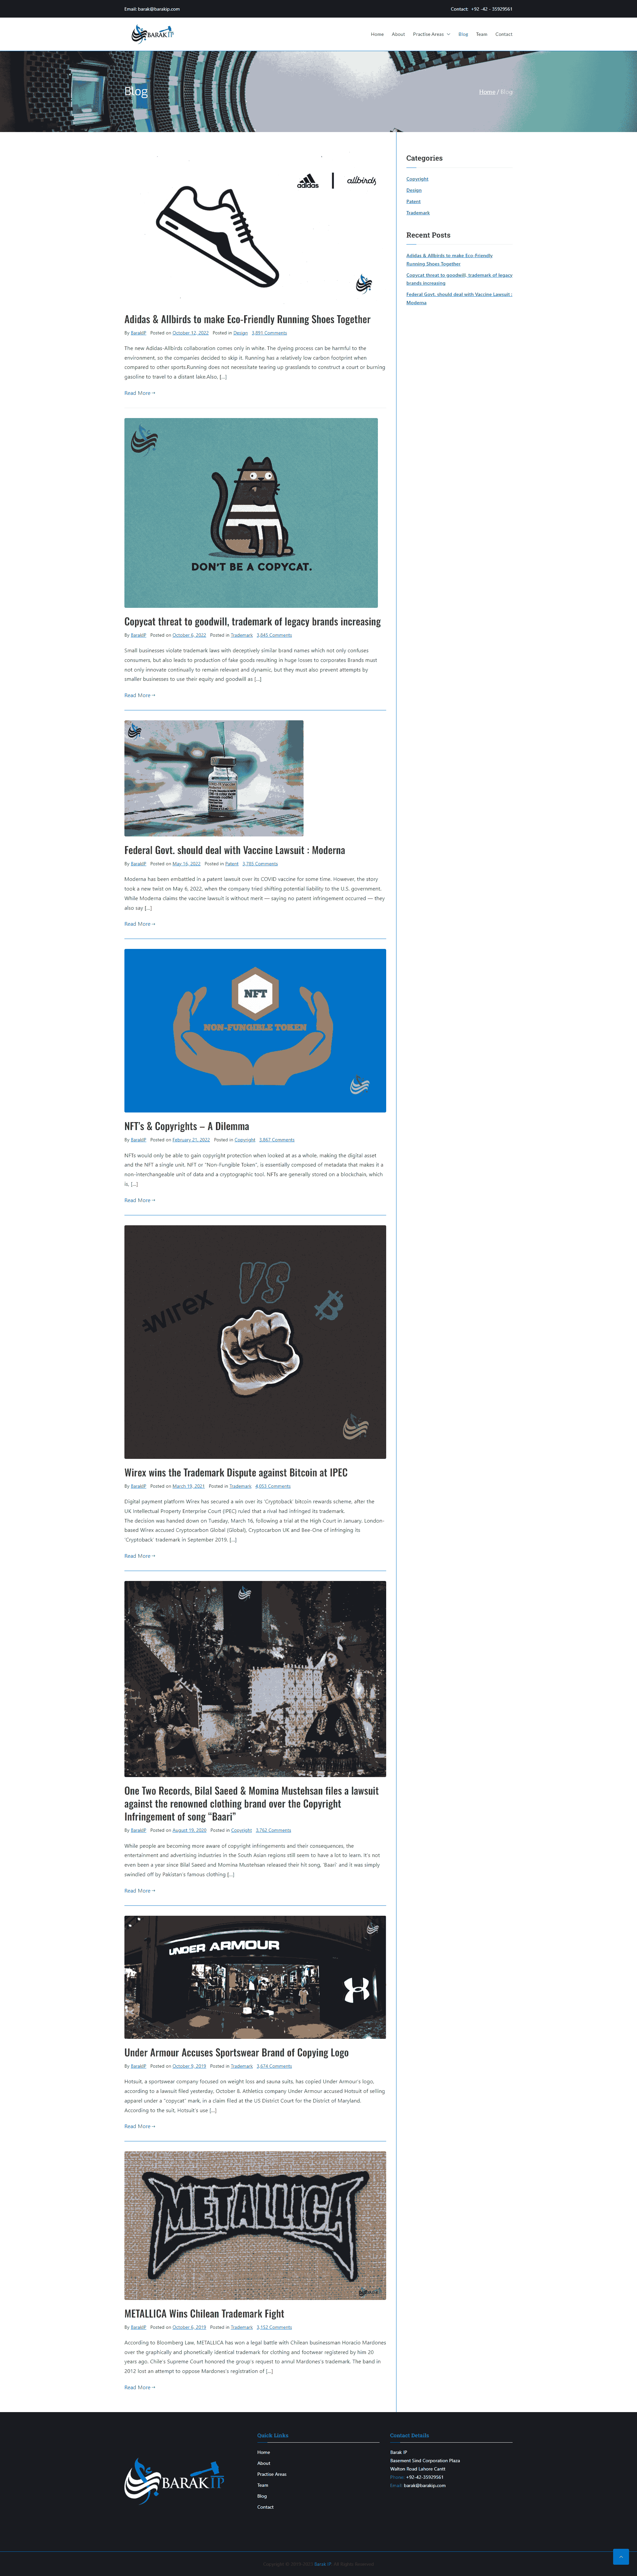 Email: barak@barakip.com
Contact: +92 -42 - 35929561
BARAK IP
Home About Practise Areas Blog Team Contact
Blog
Home / Blog
adidas allbirds
Adidas & Allbirds to make Eco-Friendly Running Shoes Together
By BarakIP Posted on October 12, 2022 Posted in Design 3,891 Comments
The new Adidas-Allbirds collaboration comes only in white. The dyeing process can be harmful to the
environment, so the companies decided to skip it. Running has a relatively low carbon footprint when
compared to other sports.Running does not necessitate tearing up grasslands to construct a court or burning
gasoline to travel to a distant lake.Also, [...]
Read More→
DON'T BE A COPYCAT.
Copycat threat to goodwill, trademark of legacy brands increasing
By BarakIP Posted on October 6, 2022 Posted in Trademark 3,645 Comments
Small businesses violate trademark laws with deceptively similar brand names which not only confuses
consumers, but also leads to production of fake goods resulting in huge losses to corporates Brands must
not only innovate continually to remain relevant and dynamic, but they must also prevent attempts by
smaller businesses to use their equity and goodwill as [...]
Read More→
Federal Govt. should deal with Vaccine Lawsuit : Moderna
By BarakIP Posted on May 16, 2022 Posted in Patent 3,785 Comments
Moderna has been embattled in a patent lawsuit over its COVID vaccine for some time. However, the story
took a new twist on May 6, 2022, when the company tried shifting potential liability to the U.S. government.
While Moderna claims the vaccine lawsuit is without merit — saying no patent infringement occurred — they
also say [...]
Read More→
NFT
NON-FUNGIBLE TOKEN
NFT's & Copyrights – A Dilemma
By BarakIP Posted on February 21, 2022 Posted in Copyright 3,867 Comments
NFTs would only be able to gain copyright protection when looked at as a whole, making the digital asset
and the NFT a single unit. NFT or "Non-Fungible Token", is essentially composed of metadata that makes it a
non-interchangeable unit of data and a cryptographic tool. NFTs are generally stored on a blockchain, which
is, [...]
Read More→
wirex VS
Wirex wins the Trademark Dispute against Bitcoin at IPEC
By BarakIP Posted on March 19, 2021 Posted in Trademark 4,053 Comments
Digital payment platform Wirex has secured a win over its 'Cryptoback' bitcoin rewards scheme, after the
UK Intellectual Property Enterprise Court (IPEC) ruled that a rival had infringed its trademark.
The decision was handed down on Tuesday, March 16, following a trial at the High Court in January. London-
based Wirex accused Cryptocarbon Global (Global), Cryptocarbon UK and Bee-One of infringing its
'Cryptoback' trademark in September 2019. [...]
Read More→
One Two Records, Bilal Saeed & Momina Mustehsan files a lawsuit
against the renowned clothing brand over the Copyright
Infringement of song "Baari"
By BarakIP Posted on August 19, 2020 Posted in Copyright 3,762 Comments
While people are becoming more aware of copyright infringements and their consequences, the
entertainment and advertising industries in the South Asian regions still seem to have a lot to learn. It's not
even been a year since Bilal Saeed and Momina Mustehsan released their hit song, 'Baari' and it was simply
swindled off by Pakistan's famous clothing [...]
Read More→
UNDER ARMOUR
Under Armour Accuses Sportswear Brand of Copying Logo
By BarakIP Posted on October 9, 2019 Posted in Trademark 3,674 Comments
Hotsuit, a sportswear company focused on weight loss and sauna suits, has copied Under Armour's logo,
according to a lawsuit filed yesterday, October 8. Athletics company Under Armour accused Hotsuit of selling
apparel under a "copycat" mark, in a claim filed at the US District Court for the District of Maryland.
According to the suit, Hotsuit's use [...]
Read More→
METALLICA
METALLICA Wins Chilean Trademark Fight
By BarakIP Posted on October 6, 2019 Posted in Trademark 3,153 Comments
According to Bloomberg Law, METALLICA has won a legal battle with Chilean businessman Horacio Mardones
over the graphically and phonetically identical trademark on clothing and footwear registered by him 20
years ago. Chile's Supreme Court honored the group's request to annul Mardones's trademark. The band in
2012 lost an attempt to oppose Mardones's registration of [...]
Read More→
Categories
Copyright
Design
Patent
Trademark
Recent Posts
Adidas & Allbirds to make Eco-Friendly
Running Shoes Together
Copycat threat to goodwill, trademark of legacy
brands increasing
Federal Govt. should deal with Vaccine Lawsuit :
Moderna
BARAK IP
Quick Links
Home
About
Practise Areas
Team
Blog
Contact
Contact Details
Barak IP
Basement Sind Corporation Plaza
Walton Road Lahore Cantt
Phone: +92-42-35929561
Email: barak@barakip.com
Barak IP